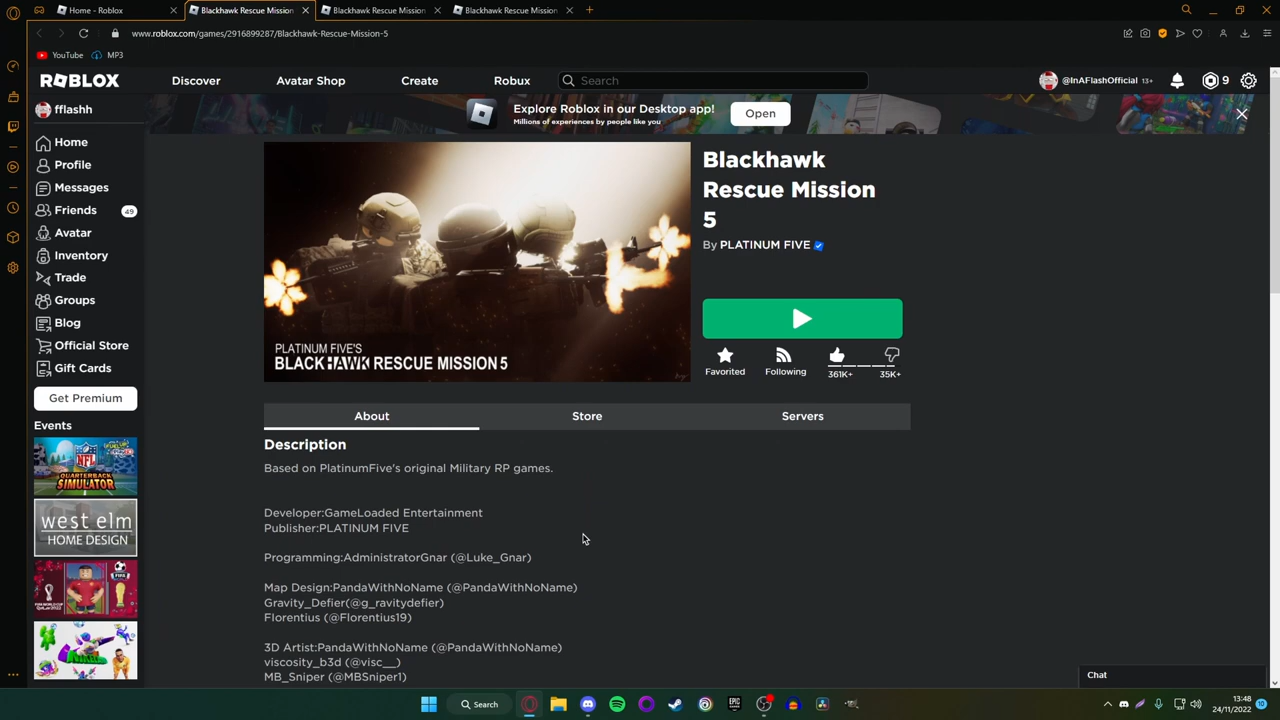 Home - Roblox
Blackhawk Rescue Mission
Blackhawk Rescue Mission
Blackhawk Rescue Mission
www.roblox.com/games/2916899287/Blackhawk-Rescue-Mission-5
YouTube
MP3
ROBLOX
Discover
Avatar Shop
Create
Robux
Search
@InAFlashOfficial 13+
9
fflashh
Explore Roblox in our Desktop app!
Millions of experiences by people like you
Open
Home
Profile
Messages
Friends
49
Avatar
Inventory
Trade
Groups
Blog
Official Store
Gift Cards
Get Premium
Events
NFL
QUARTERBACK
SIMULATOR
west elm
HOME DESIGN
PLATINUM FIVE'S
BLACKHAWK RESCUE MISSION 5
Blackhawk
Rescue Mission
5
By PLATINUM FIVE
Favorited
Following
361K+
35K+
About
Store
Servers
Description
Based on PlatinumFive's original Military RP games.
Developer:GameLoaded Entertainment
Publisher:PLATINUM FIVE
Programming:AdministratorGnar (@Luke_Gnar)
Map Design:PandaWithNoName (@PandaWithNoName)
Gravity_Defier(@g_ravitydefier)
Florentius (@Florentius19)
3D Artist:PandaWithNoName (@PandaWithNoName)
viscosity_b3d (@visc__)
MB_Sniper (@MBSniper1)
Chat
Search
EPIC
13:48
24/11/2022